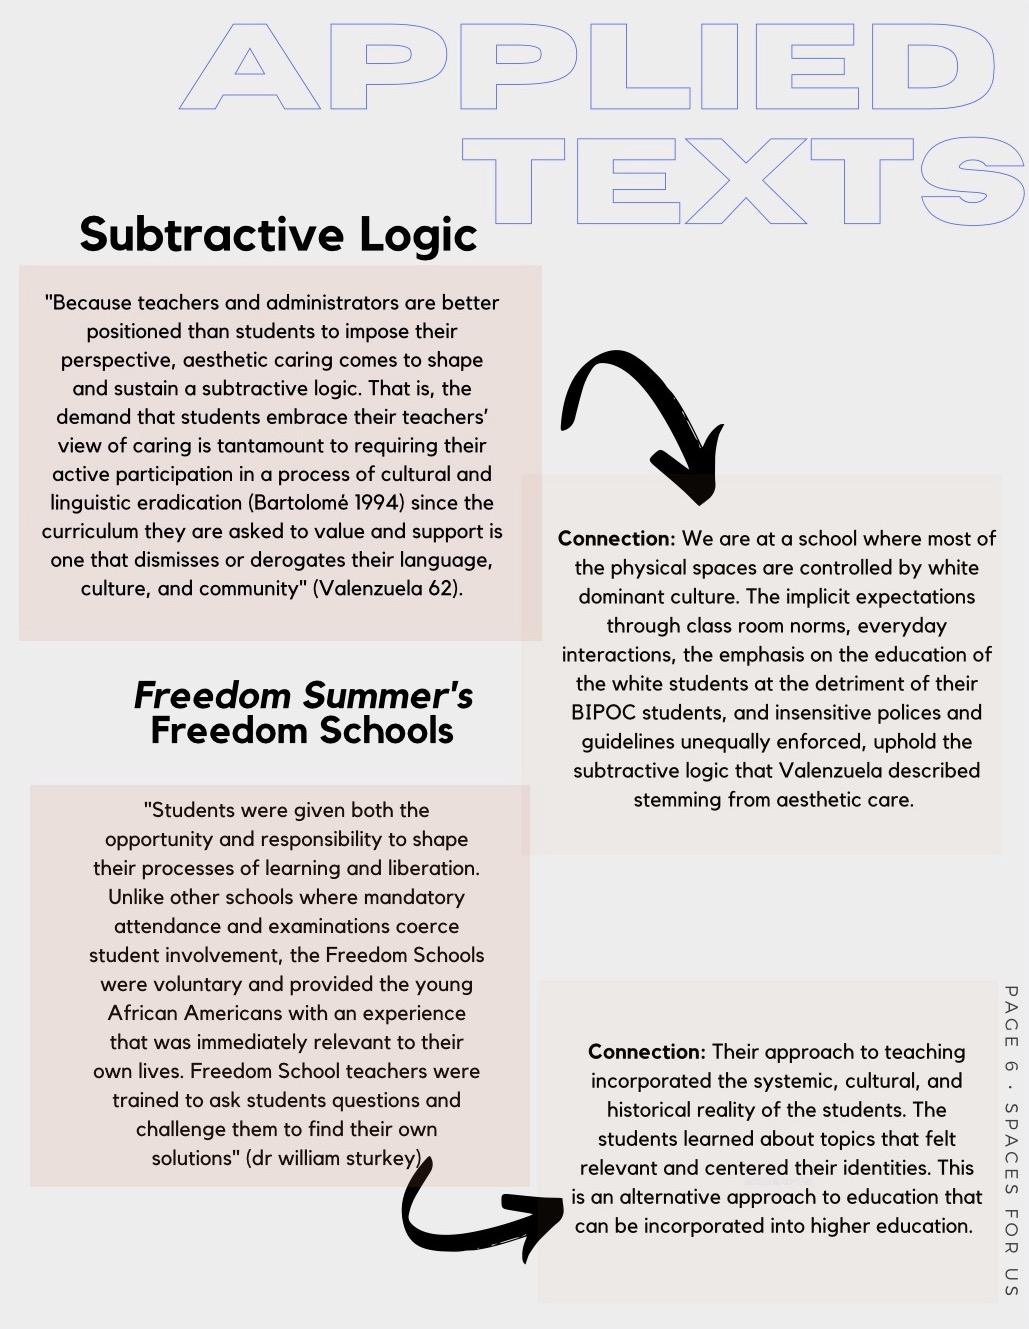 APPLIED
TEXTS
Subtractive Logic
"Because teachers and administrators are better
positioned than students to impose their
perspective, aesthetic caring comes to shape
and sustain a subtractive logic. That is, the
demand that students embrace their teachers’
view of caring is tantamount to requiring their
active participation in a process of cultural and
linguistic eradication (Bartolomé 1994) since the
curriculum they are asked to value and support is
one that dismisses or derogates their language,
culture, and community" (Valenzuela 62).
Connection: We are at a school where most of
the physical spaces are controlled by white
dominant culture. The implicit expectations
through class room norms, everyday
interactions, the emphasis on the education of
the white students at the detriment of their
BIPOC students, and insensitive polices and
guidelines unequally enforced, uphold the
subtractive logic that Valenzuela described
stemming from aesthetic care.
Freedom Summer's
Freedom Schools
"Students were given both the
opportunity and responsibility to shape
their processes of learning and liberation.
Unlike other schools where mandatory
attendance and examinations coerce
student involvement, the Freedom Schools
were voluntary and provided the young
African Americans with an experience
that was immediately relevant to their
own lives. Freedom School teachers were
trained to ask students questions and
challenge them to find their own
solutions" (dr william sturkey)
Connection: Their approach to teaching
incorporated the systemic, cultural, and
historical reality of the students. The
students learned about topics that felt
relevant and centered their identities. This
is an alternative approach to education that
can be incorporated into higher education.
PAGE 6 . SPACES FOR US